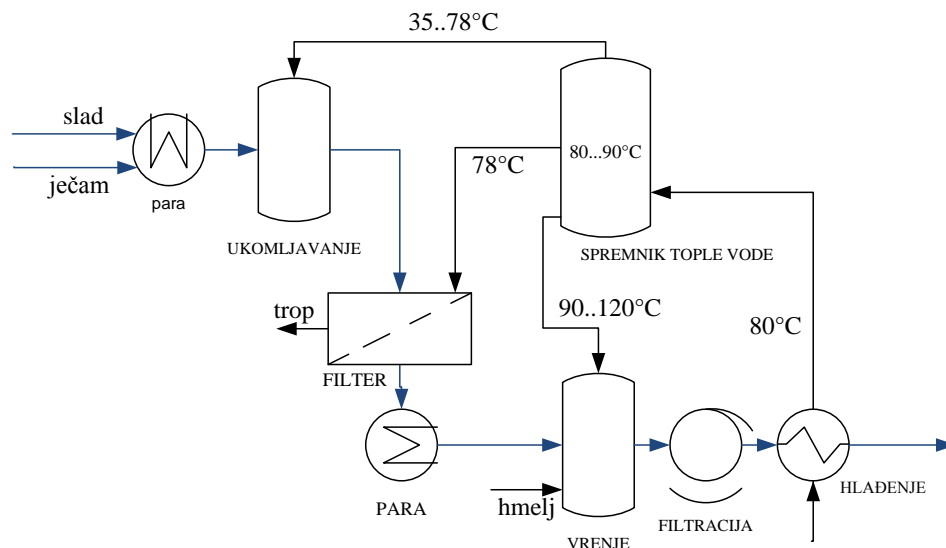 35..78°C
slad
ječam
para
80...90°C
78°C
UKOMLJAVANJE
SPREMNIK TOPLE VODE
trop
90..120°C
80°C
FILTER
PARA
hmelj
VRENJE
FILTRACIJA
HLAĐENJE